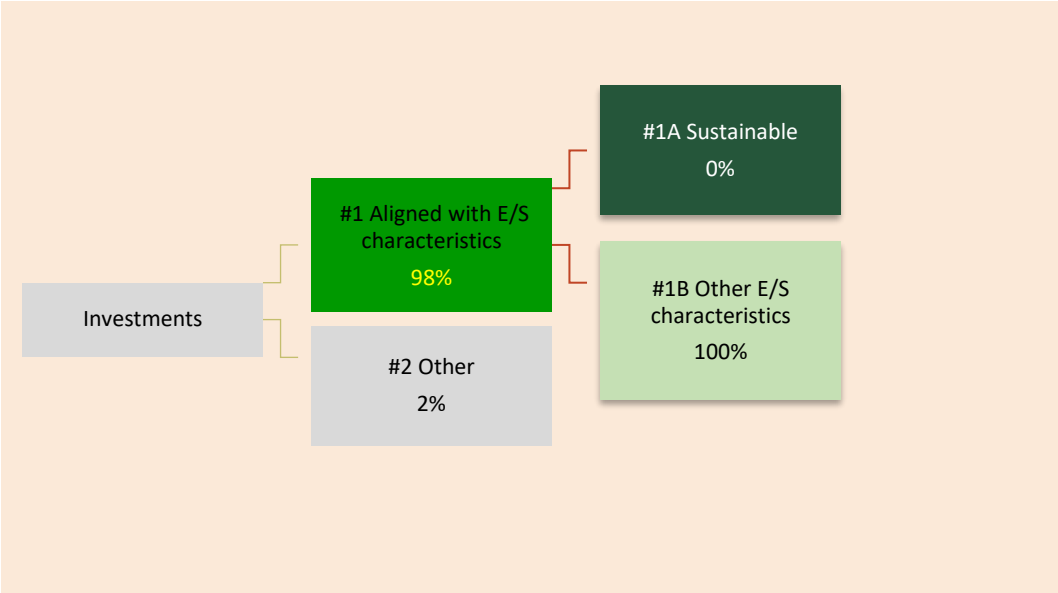 Investments
#1 Aligned with E/S
characteristics
98%
#2 Other
2%
#1A Sustainable
0%
#1B Other E/S
characteristics
100%